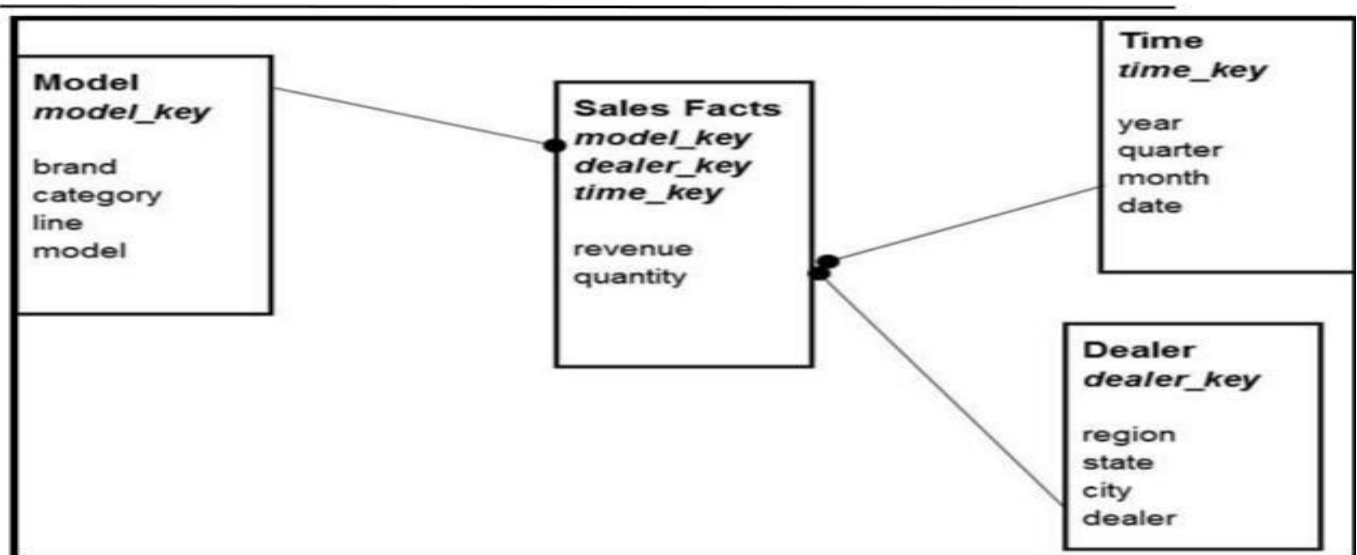 Model
model_key
brand
category
line
model
Sales Facts
model_key
dealer_key
time_key
revenue
quantity
Time
time_key
year
quarter
month
date
Dealer
dealer_key
region
state
city
dealer